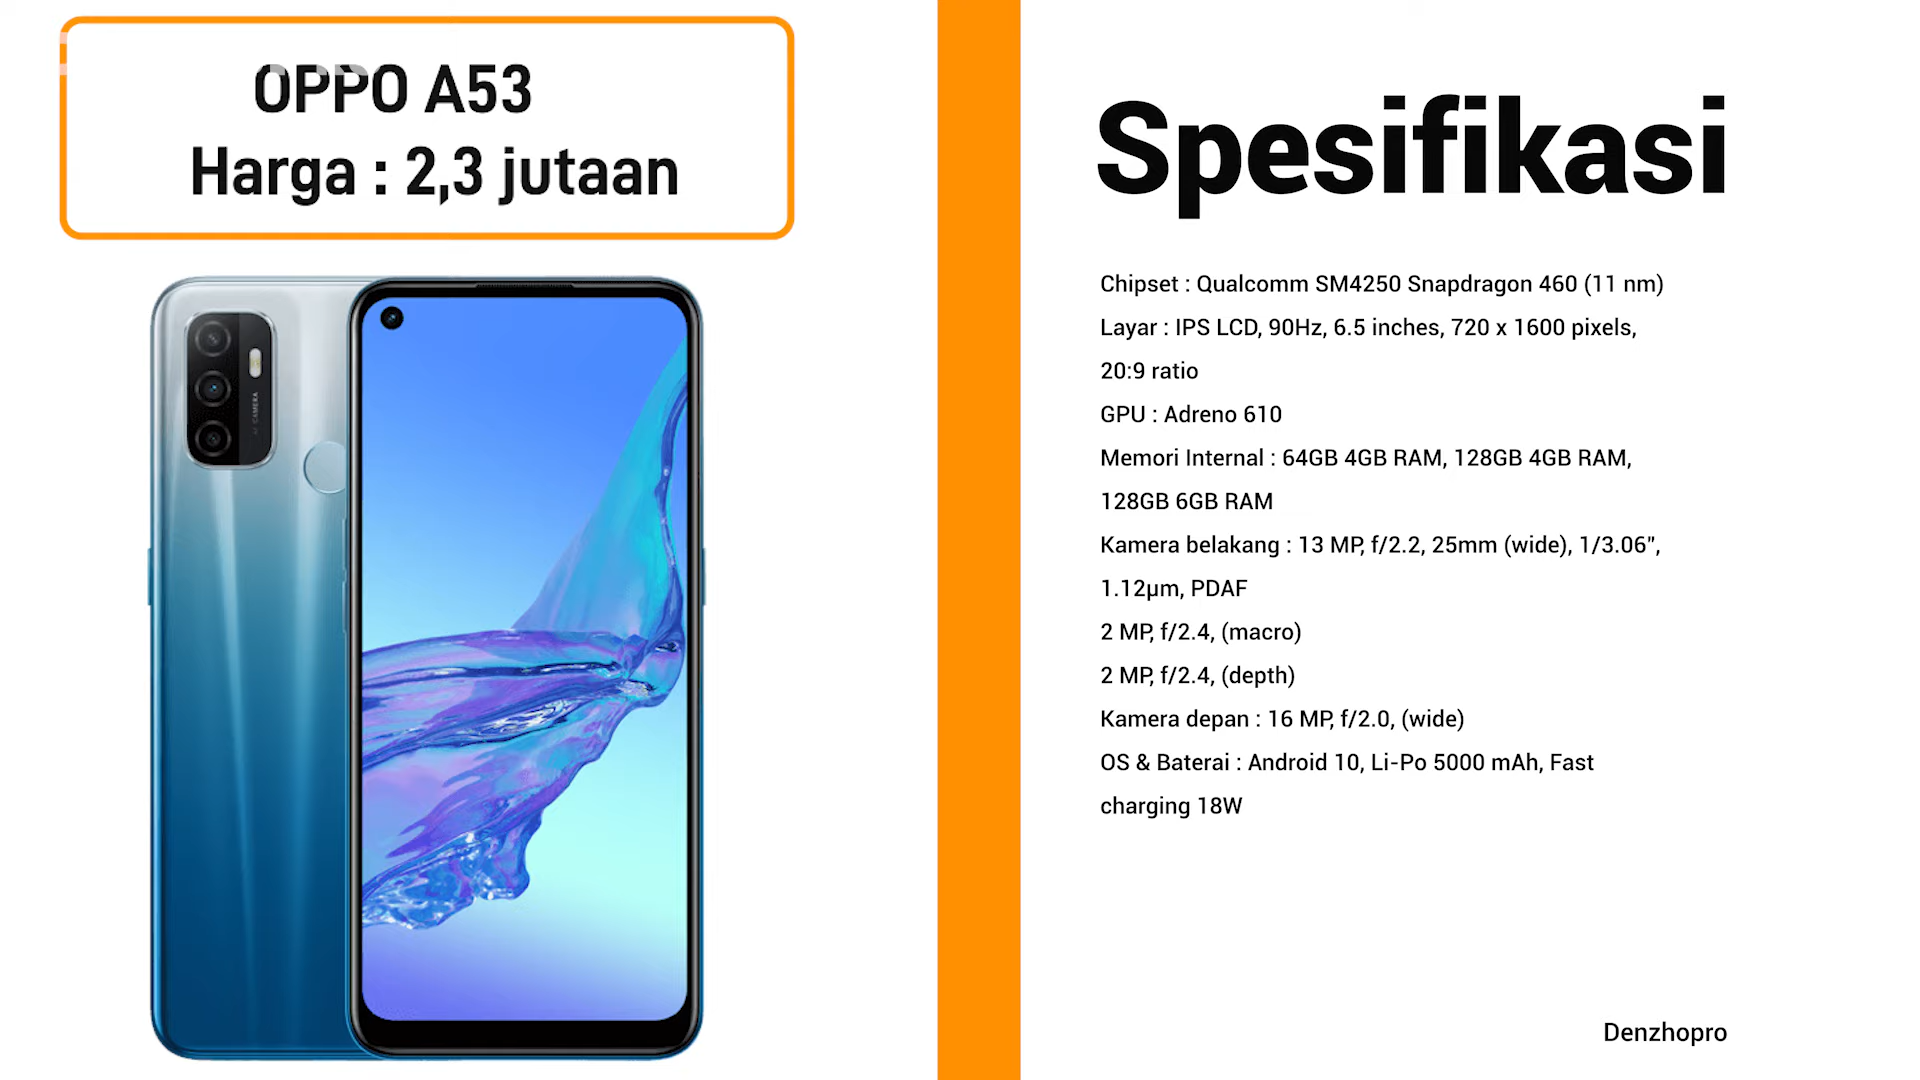 OPPO A53
Harga : 2,3 jutaan
Spesifikasi
Chipset : Qualcomm SM4250 Snapdragon 460 (11 nm)
Layar : IPS LCD, 90Hz, 6.5 inches, 720 x 1600 pixels,
20:9 ratio
GPU : Adreno 610
Memori Internal : 64GB 4GB RAM, 128GB 4GB RAM,
128GB 6GB RAM
Kamera belakang : 13 MP, f/2.2, 25mm (wide), 1/3.06", 
1.12µm, PDAF
2 MP, f/2.4, (macro)
2 MP, f/2.4, (depth)
Kamera depan : 16 MP, f/2.0, (wide)
OS & Baterai : Android 10, Li-Po 5000 mAh, Fast
charging 18W
Denzhopro